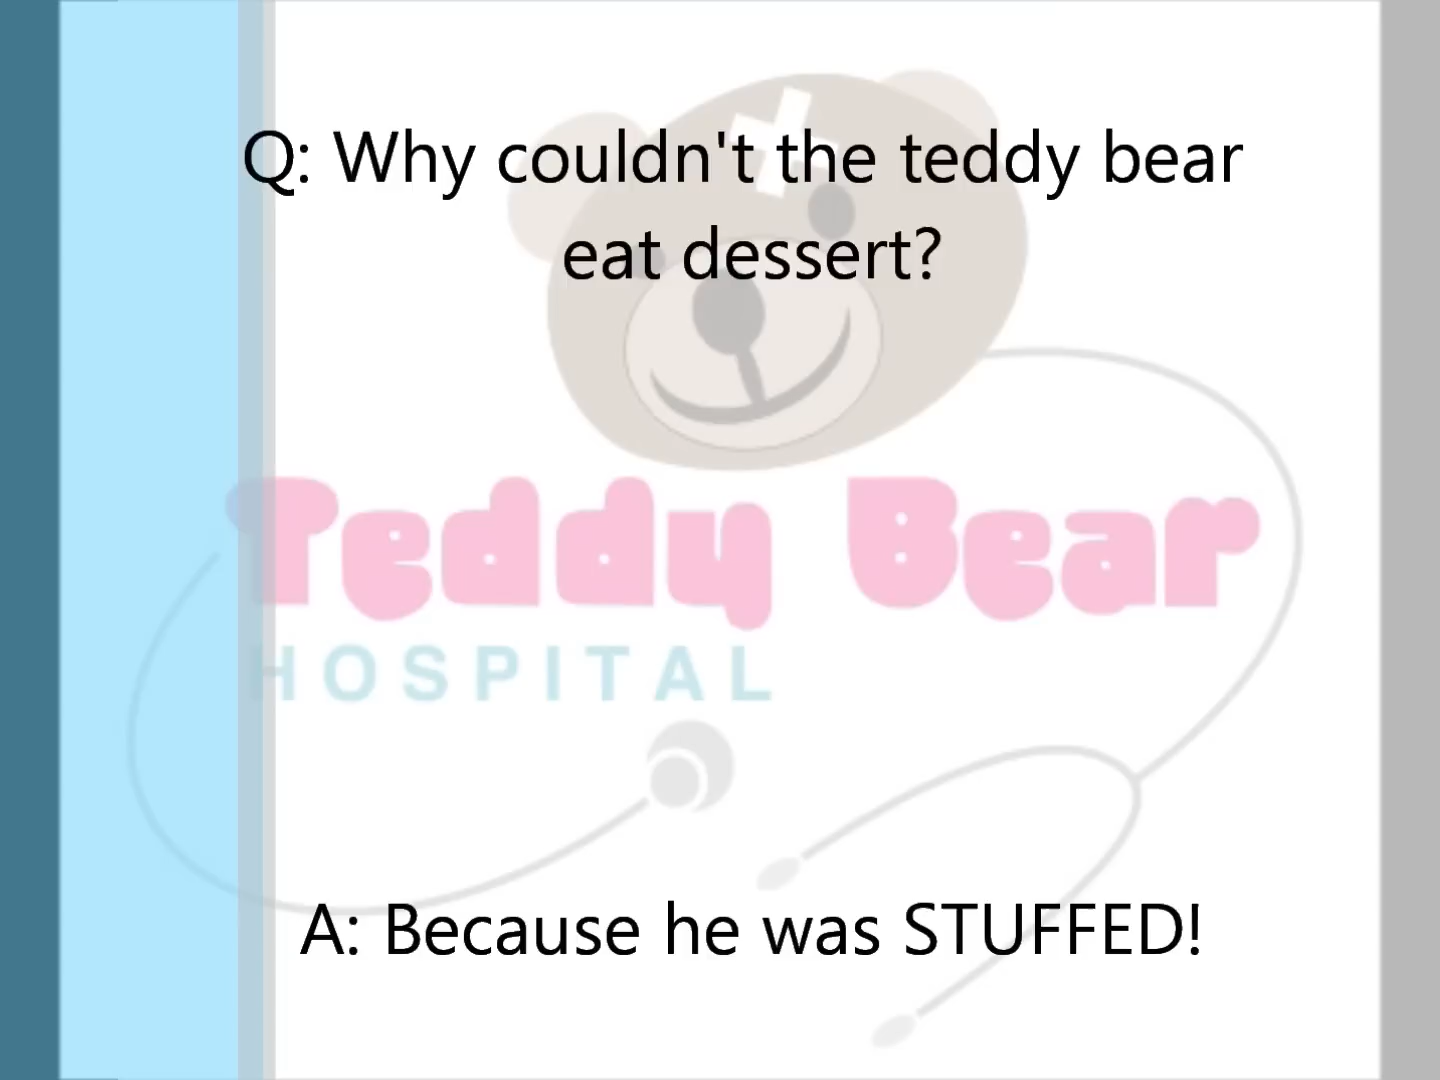 Q: Why couldn't the teddy bear
eat dessert?
Teddy Bear
HOSPITAL
A: Because he was STUFFED!